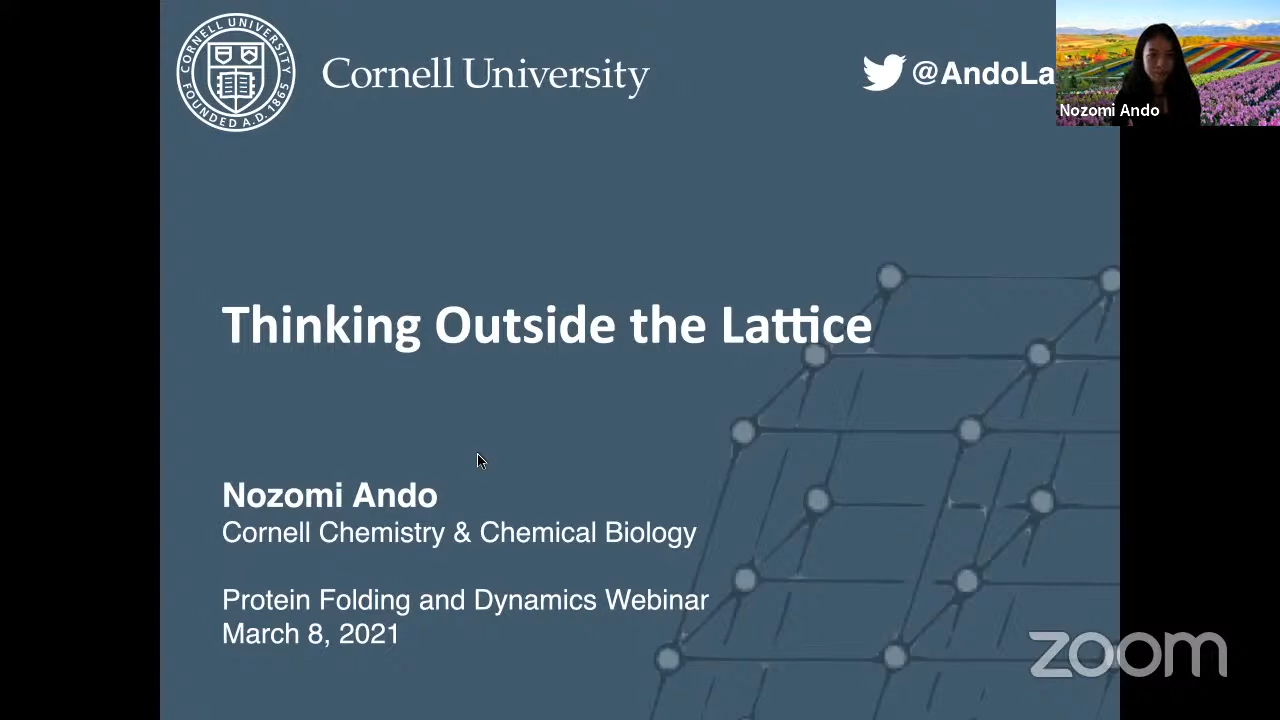 CORNELL UNIVERSITY
FOUNDED A.D. 1865
Cornell University
@AndoLa
Nozomi Ando
Thinking Outside the Lattice
Nozomi Ando
Cornell Chemistry & Chemical Biology
Protein Folding and Dynamics Webinar
March 8, 2021
zoom